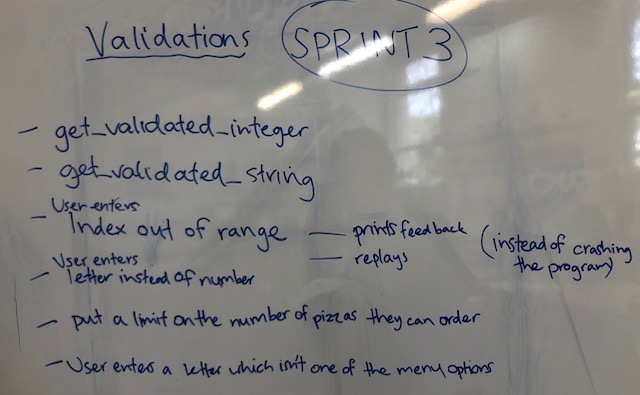 Validations SPRINT 3
- get_validated_integer
- get_validated_string
- User enters
Index out of range — prints feedback (instead of crashing
the program)
- User enters — replays
letter instead of number
- put a limit on the number of pizzas they can order
- User enters a letter which isn't one of the menu options